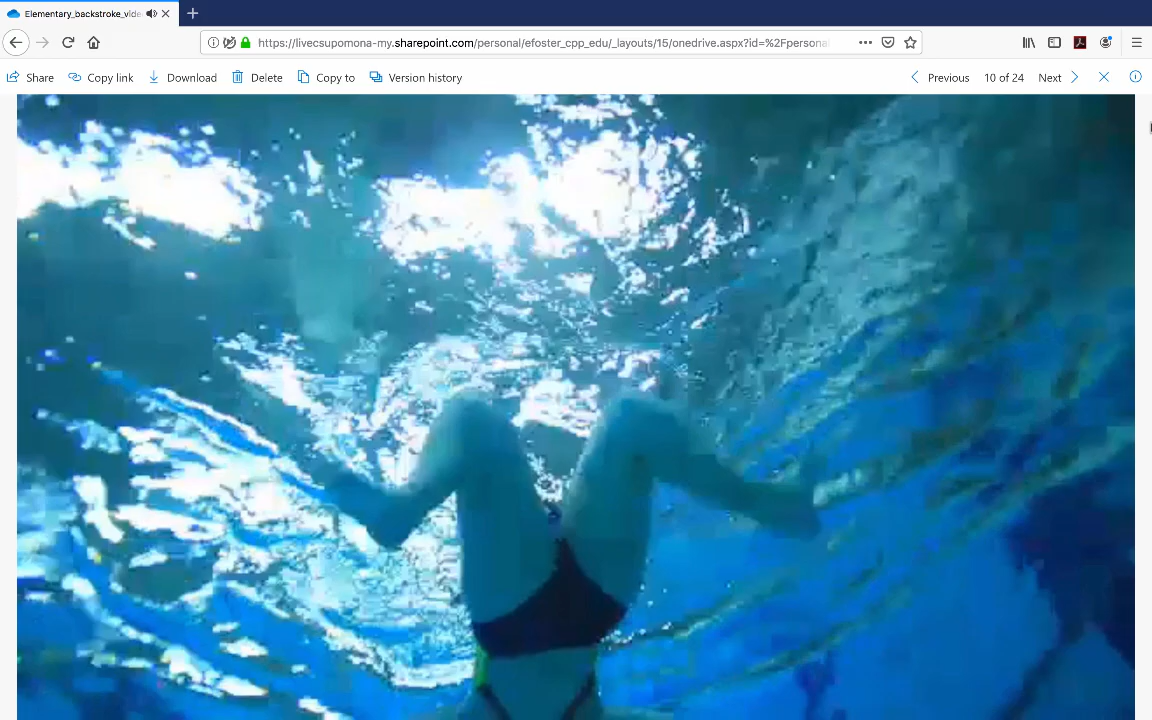 Elementary_backstroke_vide
https://livecsupomona-my.sharepoint.com/personal/efoster_cpp_edu/_layouts/15/onedrive.aspx?id=%2Fpersona
Share Copy link Download Delete Copy to Version history Previous 10 of 24 Next